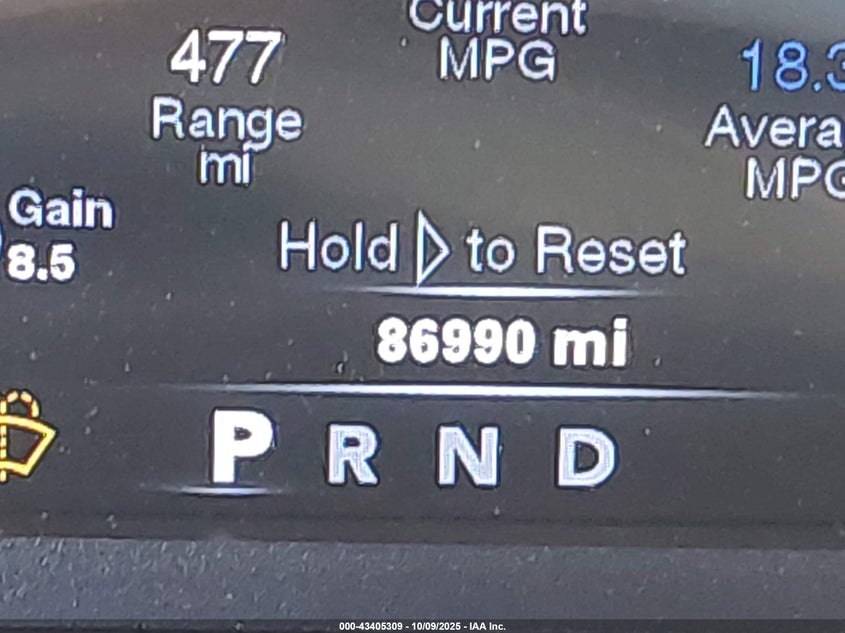 Current
MPG
477
Range
mi
18.3
Avera
MPG
Gain
8.5
Hold to Reset
86990 mi
P R N D
000-43405309 - 10/09/2025 - IAA Inc.